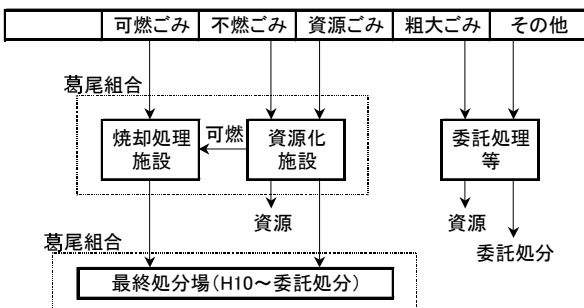 可燃ごみ 不燃ごみ 資源ごみ 粗大ごみ その他
葛尾組合
焼却処理
施設
可燃
資源化
施設
委託処理
等
資源
資源
委託処分
葛尾組合
最終処分場(H10~委託処分)